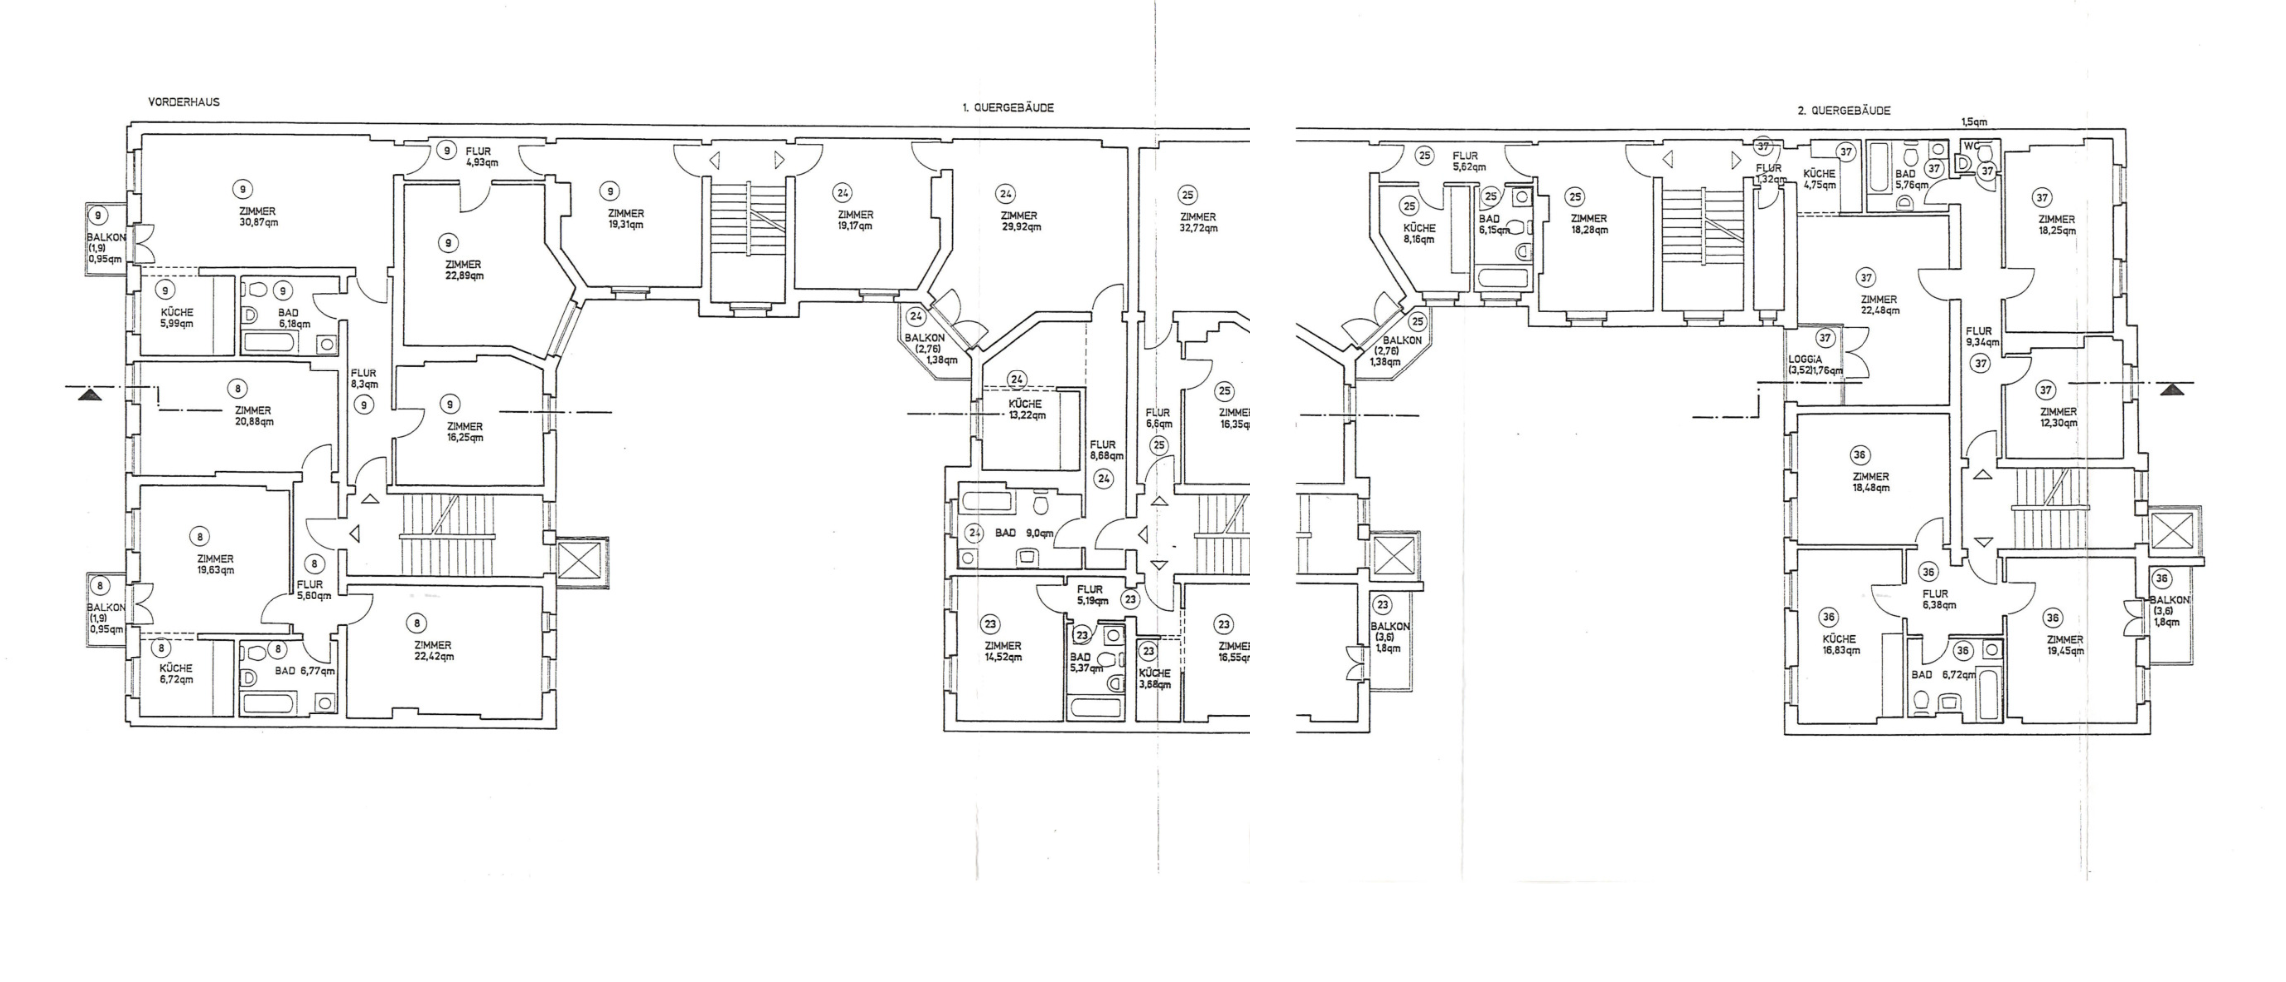 VORDERHAUS
1. QUERGEBÄUDE
2. QUERGEBÄUDE
9
ZIMMER
30,87qm
9
BALKON
(1,9)
0,95qm
9
KÜCHE
5,99qm
9
BAD
6,18qm
9
FLUR
4,93qm
9
ZIMMER
22,89qm
9
ZIMMER
19,31qm
FLUR
8,3qm
9
9
ZIMMER
16,25qm
8
ZIMMER
20,88qm
8
ZIMMER
19,63qm
8
BALKON
(1,9)
0,95qm
8
KÜCHE
6,72qm
8
BAD 6,77qm
8
FLUR
5,60qm
8
ZIMMER
22,42qm
24
ZIMMER
19,17qm
24
ZIMMER
29,92qm
24
BALKON
(2,76)
1,38qm
24
KÜCHE
13,22qm
FLUR
8,68qm
24
24
BAD 9,0qm
25
ZIMMER
32,72qm
FLUR
6,6qm
25
25
ZIMME
16,35q
23
ZIMMER
14,52qm
FLUR
5,19qm
23
23
BAD
5,37qm
23
KÜCHE
3,68qm
23
ZIMME
16,55q
23
BALKON
(3,6)
1,8qm
25
FLUR
5,62qm
25
KÜCHE
8,16qm
25
BAD
6,15qm
25
ZIMMER
18,28qm
25
BALKON
(2,76)
1,38qm
37
FLUR
1,32qm
37
KÜCHE
4,75qm
37
BAD
5,76qm
1,5qm
WC
37
37
ZIMMER
18,25qm
37
ZIMMER
22,48qm
37
LOGGIA
(3,52)1,76qm
FLUR
9,34qm
37
37
ZIMMER
12,30qm
36
ZIMMER
18,48qm
36
KÜCHE
16,83qm
36
FLUR
6,38qm
36
BAD 6,72qm
36
ZIMMER
19,45qm
36
BALKON
(3,6)
1,8qm